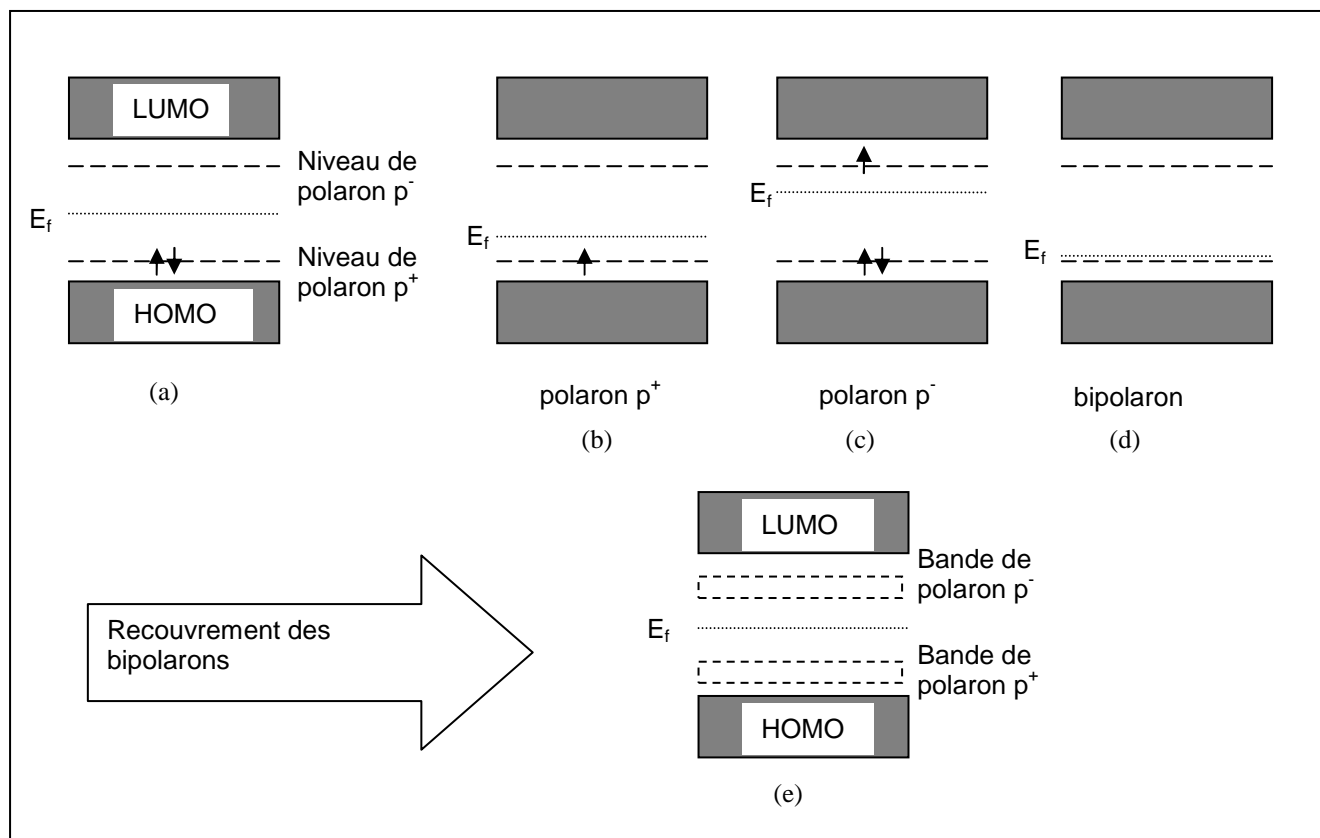 LUMO
Niveau de
polaron p⁻
E_f
Niveau de
polaron p⁺
HOMO
(a)
E_f
polaron p⁺
(b)
E_f
polaron p⁻
(c)
E_f
bipolaron
(d)
Recouvrement des
bipolarons
LUMO
Bande de
polaron p⁻
E_f
Bande de
polaron p⁺
HOMO
(e)